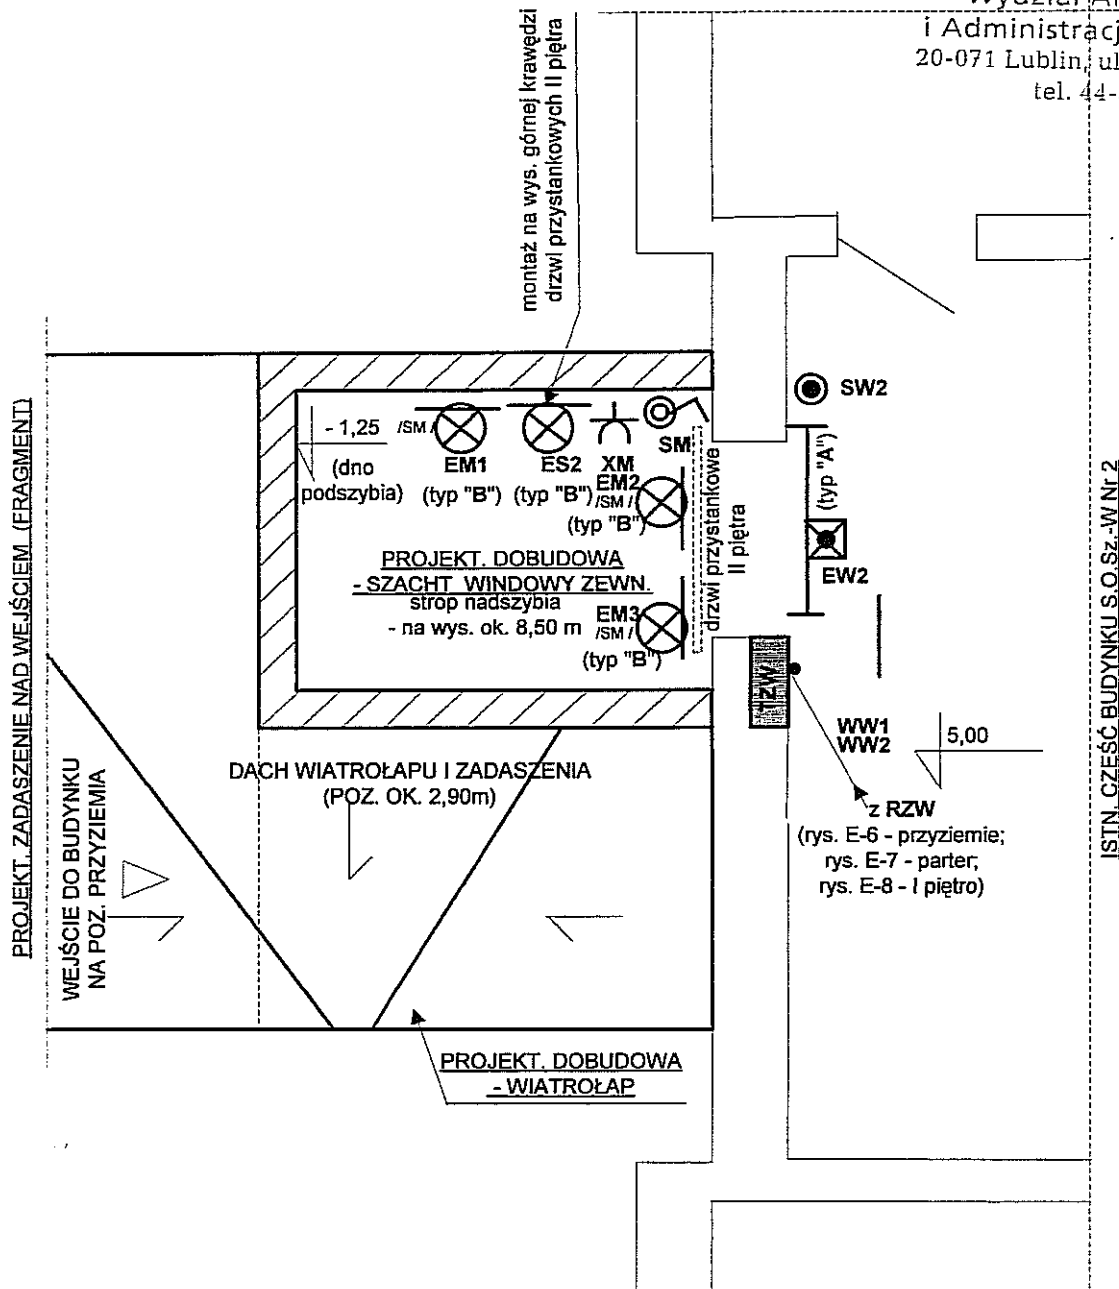 i Administracj
20-071 Lublin, ul
tel. 44-
montaż na wys. górnej krawędzi
drzwi przystankowych II piętra
SW2
- 1,25
(dno
podszybia)
/SM /
EM1
(typ "B")
ES2
(typ "B")
XM
SM
EM2
/SM /
(typ "B")
drzwi przystankowe
II piętra
(typ "A")
EW2
PROJEKT. DOBUDOWA
- SZACHT WINDOWY ZEWN.
strop nadszybia
- na wys. ok. 8,50 m
EM3
/SM /
(typ "B")
TZW
WW1
WW2
5,00
z RZW
(rys. E-6 - przyziemie;
rys. E-7 - parter;
rys. E-8 - I piętro)
PROJEKT. ZADASZENIE NAD WEJŚCIEM (FRAGMENT)
WEJŚCIE DO BUDYNKU
NA POZ. PRZYZIEMIA
DACH WIATROŁAPU I ZADASZENIA
(POZ. OK. 2,90m)
PROJEKT. DOBUDOWA
- WIATROŁAP
ISTN. CZEŚĆ BUDYNKU S.O.Sz.-W Nr 2